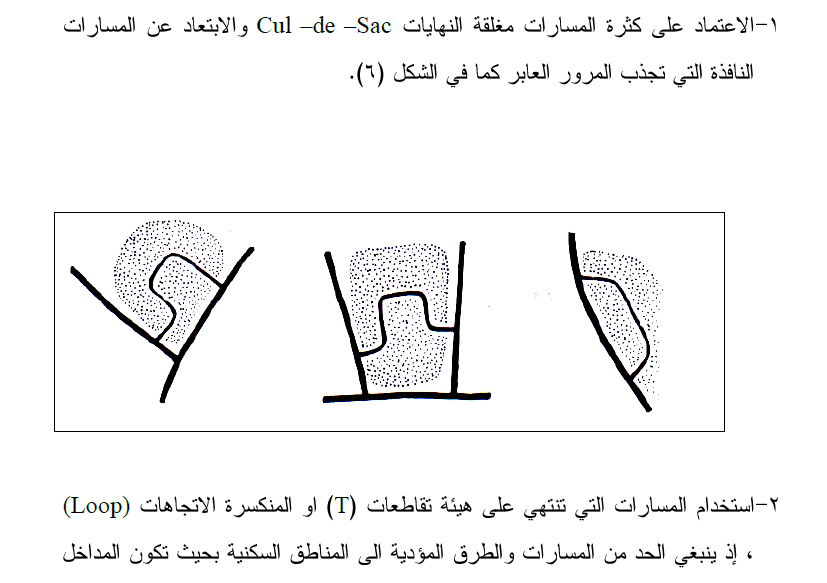 ١-الاعتماد على كثرة المسارات مغلقة النهايات Cul –de –Sac والابتعاد عن المسارات
النافذة التي تجذب المرور العابر كما في الشكل (٦).
٢-استخدام المسارات التي تنتهي على هيئة تقاطعات (T) او المنكسرة الاتجاهات (Loop)
، إذ ينبغي الحد من المسارات والطرق المؤدية الى المناطق السكنية بحيث تكون المداخل